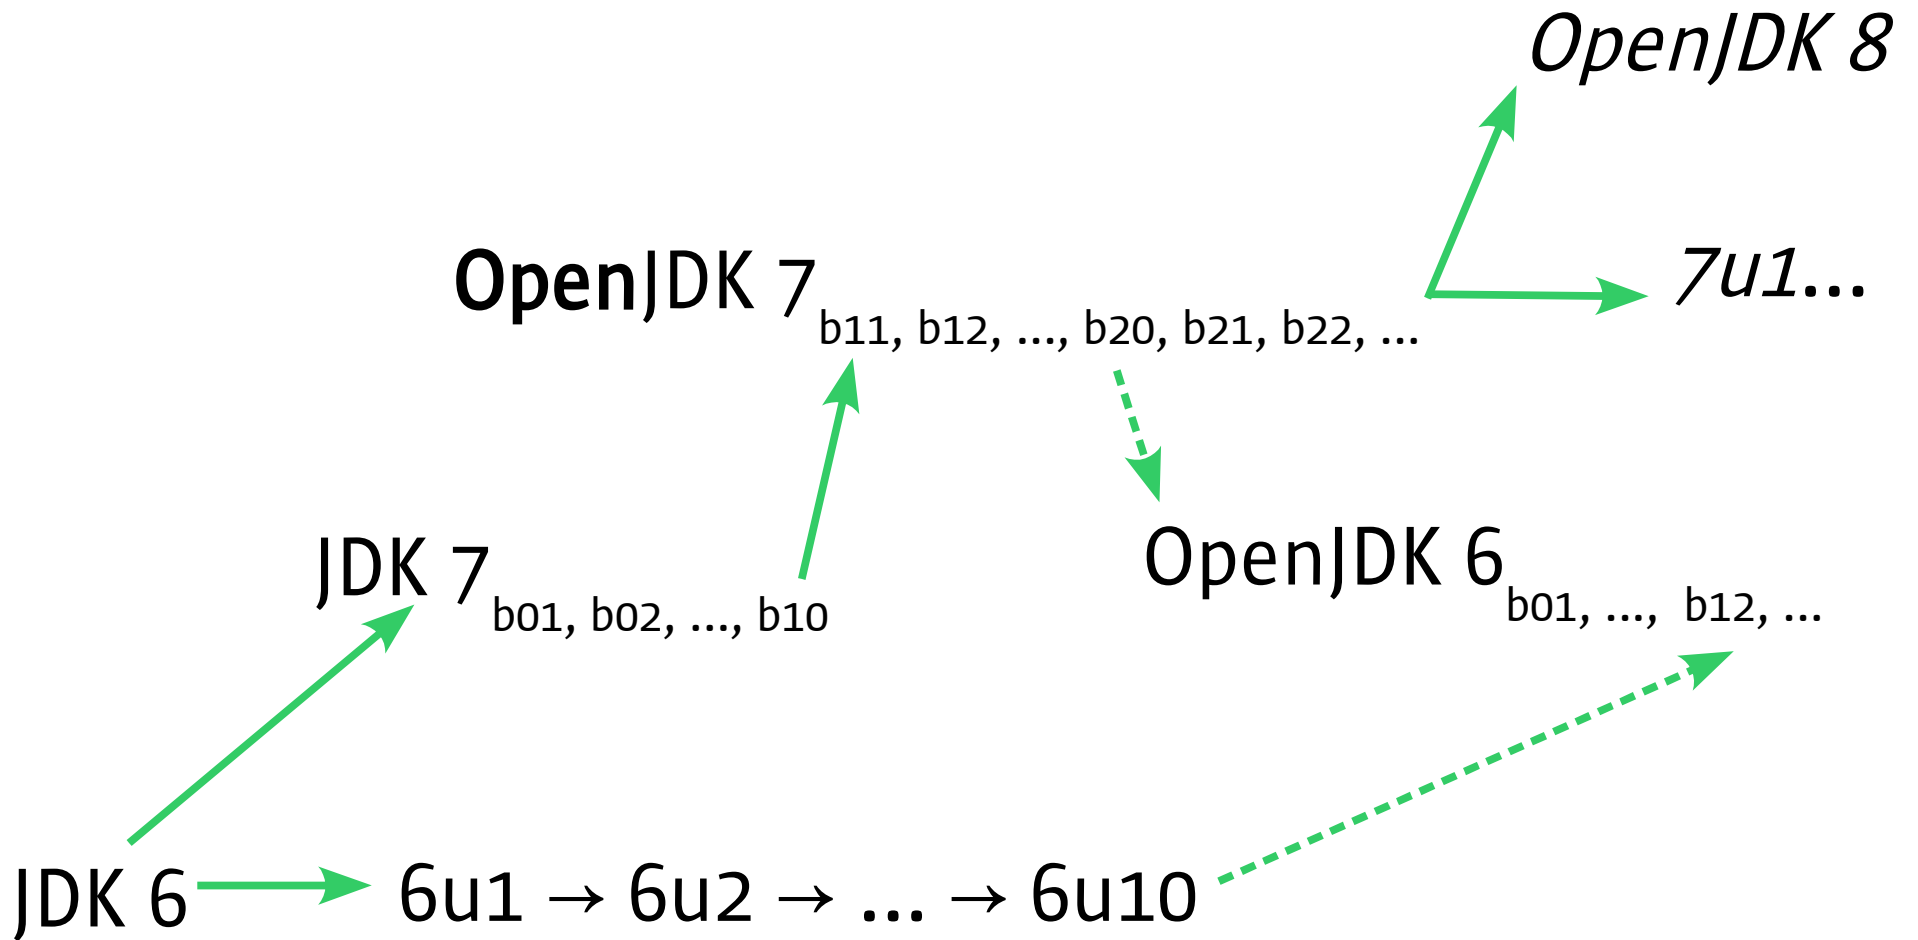 OpenJDK 8
7u1...
OpenJDK 7
b11, b12, ..., b20, b21, b22, ...
OpenJDK 6
b01, ..., b12, ...
JDK 7
b01, b02, ..., b10
JDK 6
6u1 → 6u2 → ... → 6u10